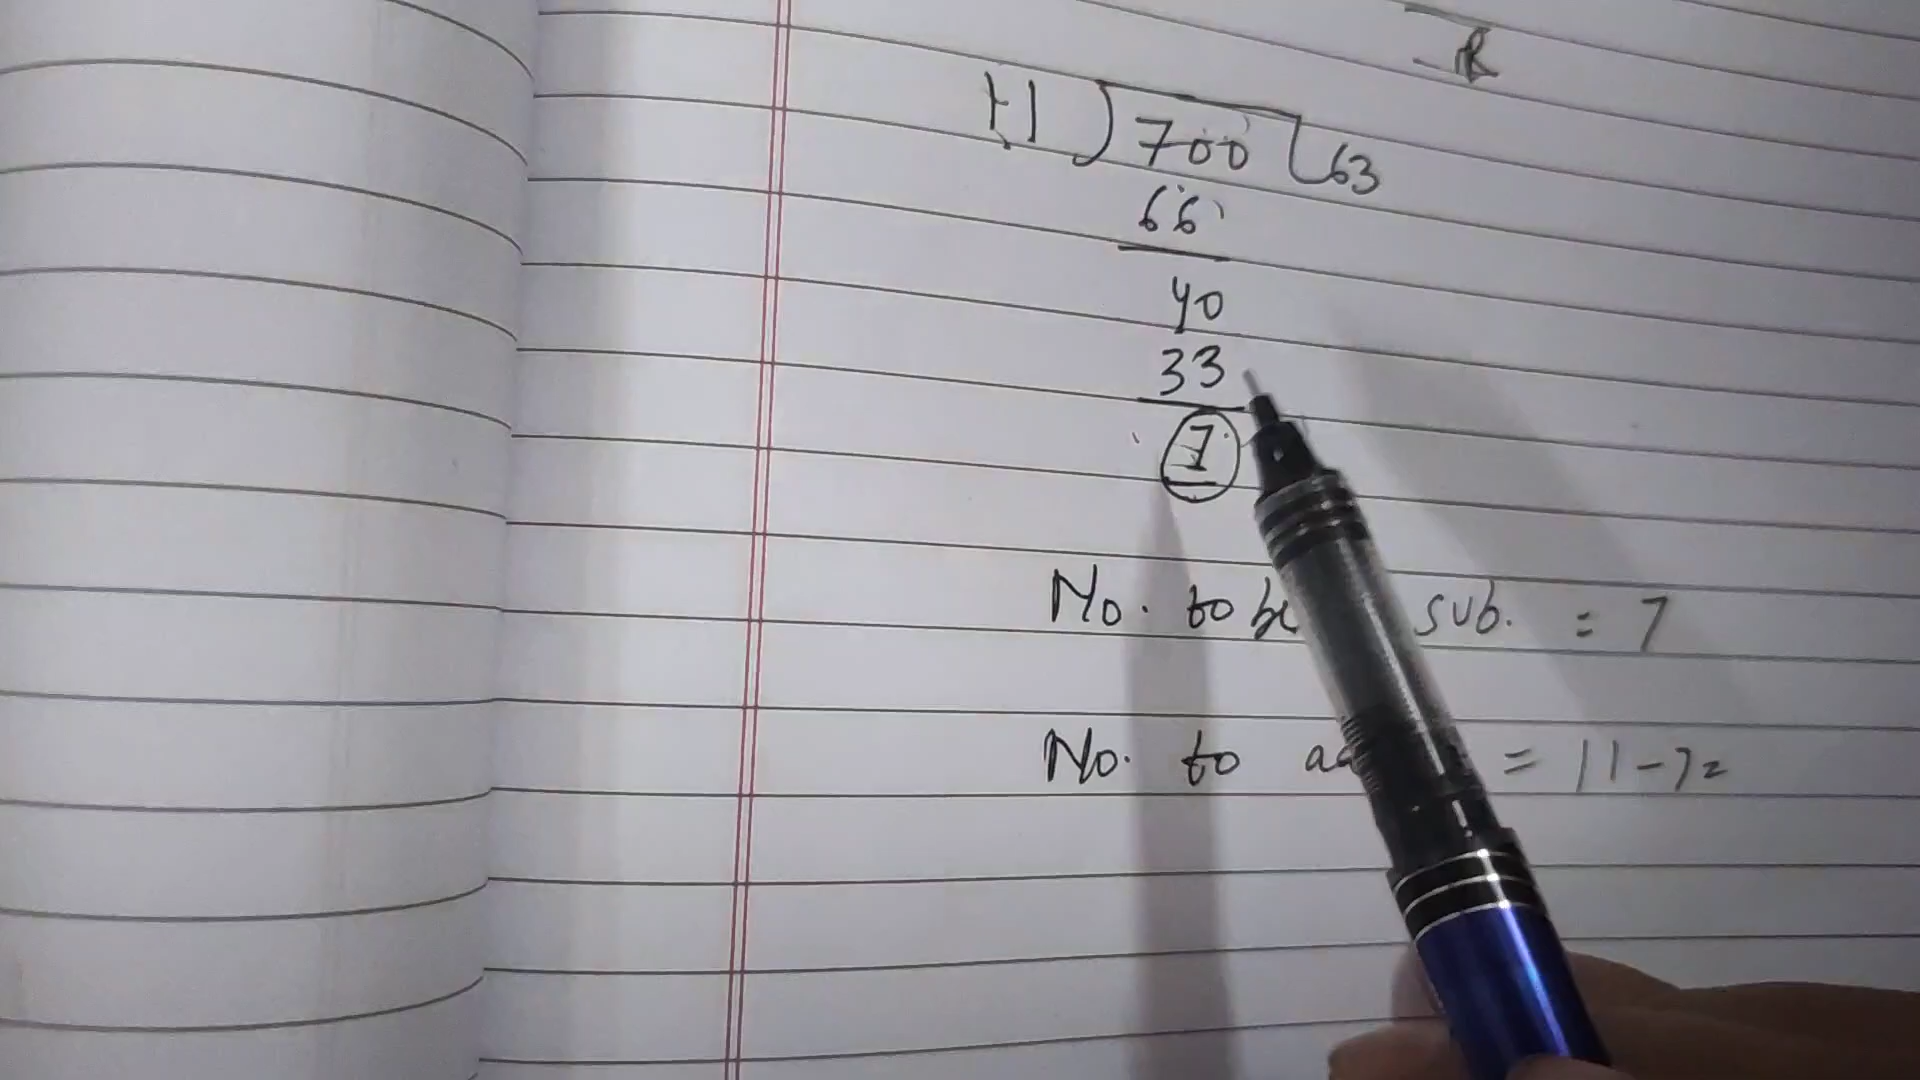 11 ) 700 ( 63
66
40
33
7
No. to be sub. = 7
No. to = 11-7=